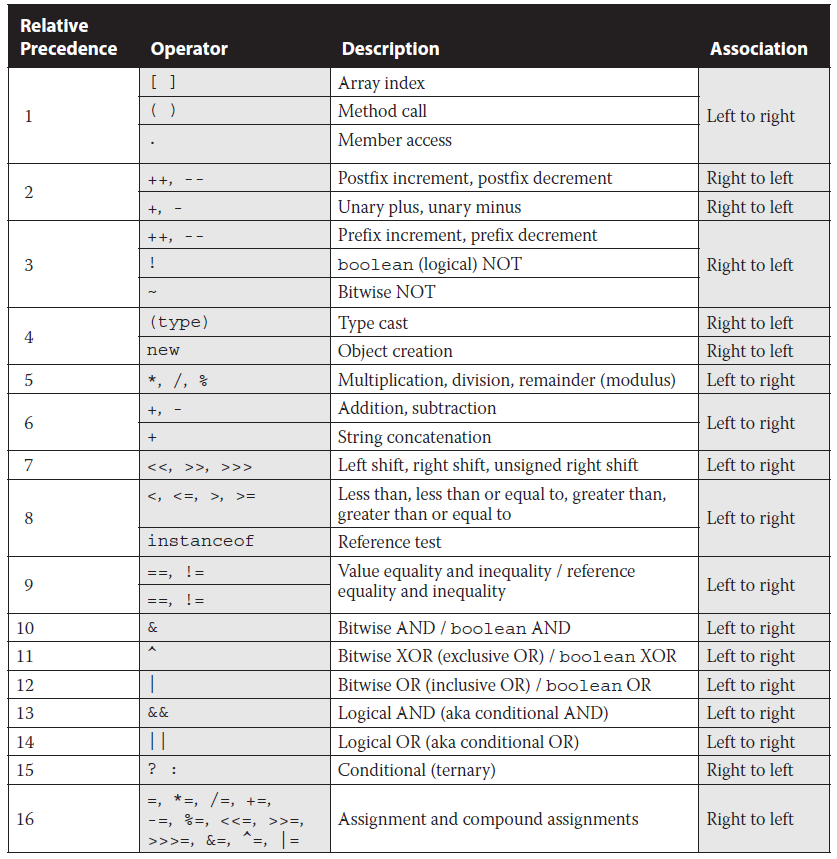 Relative Precedence Operator Description Association
1 [ ] Array index Left to right
( ) Method call
. Member access
2 ++, -- Postfix increment, postfix decrement Right to left
+, - Unary plus, unary minus Right to left
3 ++, -- Prefix increment, prefix decrement Right to left
! boolean (logical) NOT
~ Bitwise NOT
4 (type) Type cast Right to left
new Object creation Right to left
5 *, /, % Multiplication, division, remainder (modulus) Left to right
6 +, - Addition, subtraction Left to right
+ String concatenation
7 <<, >>, >>> Left shift, right shift, unsigned right shift Left to right
8 <, <=, >, >= Less than, less than or equal to, greater than, Left to right
greater than or equal to
instanceof Reference test
9 ==, != Value equality and inequality / reference Left to right
==, != equality and inequality
10 & Bitwise AND / boolean AND Left to right
11 ^ Bitwise XOR (exclusive OR) / boolean XOR Left to right
12 | Bitwise OR (inclusive OR) / boolean OR Left to right
13 && Logical AND (aka conditional AND) Left to right
14 || Logical OR (aka conditional OR) Left to right
15 ? : Conditional (ternary) Right to left
16 =, *=, /=, +=, Assignment and compound assignments Right to left
-=, %=, <<=, >>=,
>>>=, &=, ^=, |=